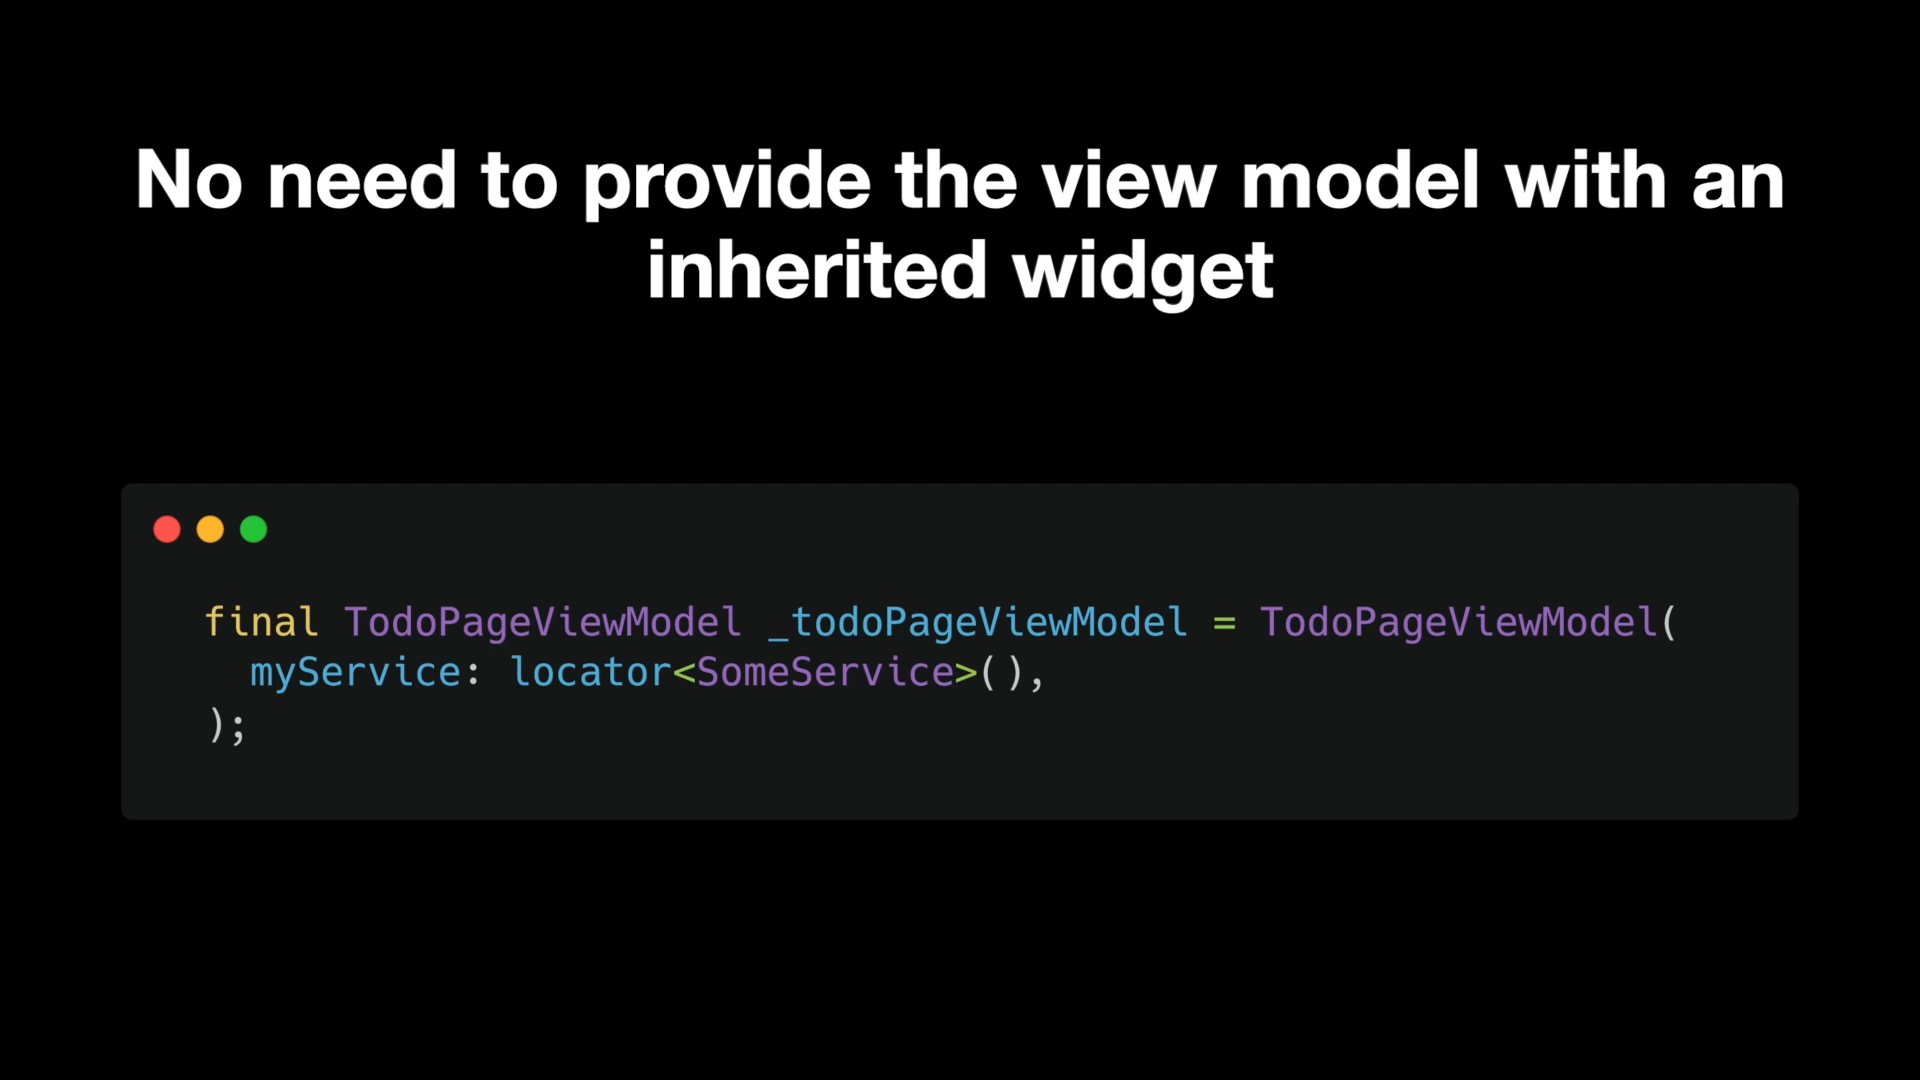 No need to provide the view model with an
inherited widget
final TodoPageViewModel _todoPageViewModel = TodoPageViewModel(
  myService: locator<SomeService>(),
);